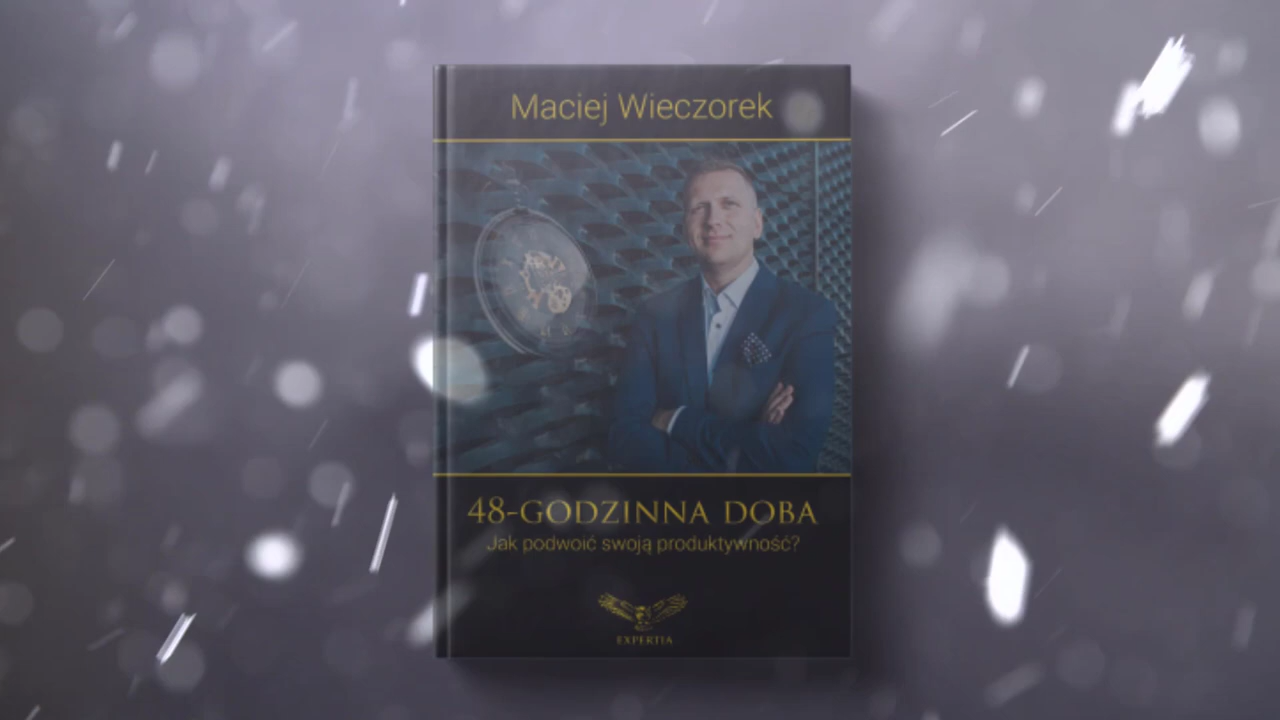 Maciej Wieczorek
48-GODZINNA DOBA
Jak podwoić swoją produktywność?
EXPERTIA